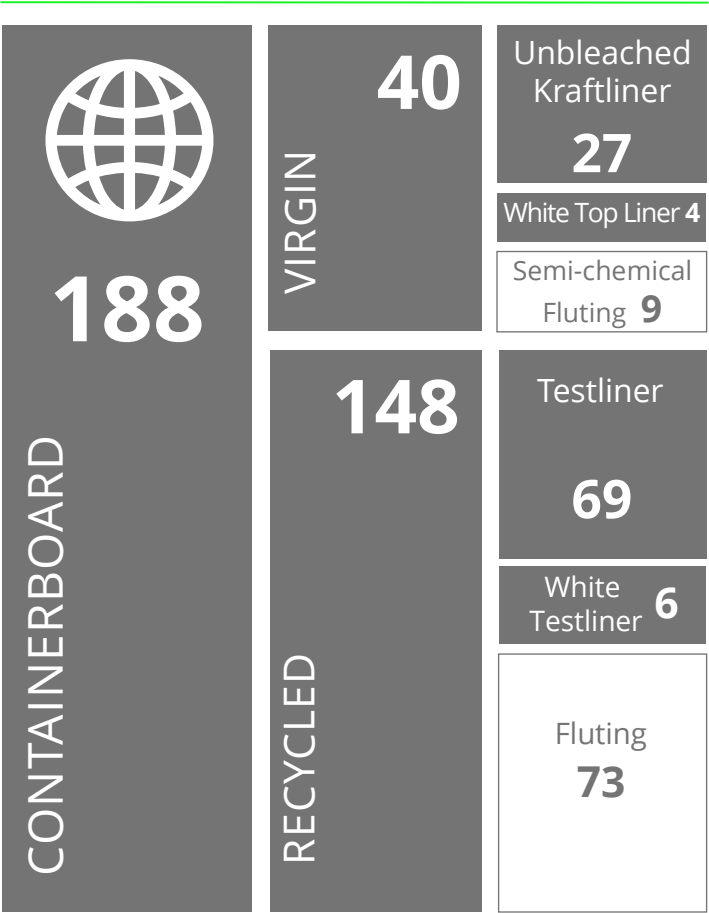 188
CONTAINERBOARD
40
VIRGIN
Unbleached
Kraftliner
27
White Top Liner 4
Semi-chemical
Fluting 9
148
RECYCLED
Testliner
69
White
Testliner 6
Fluting
73